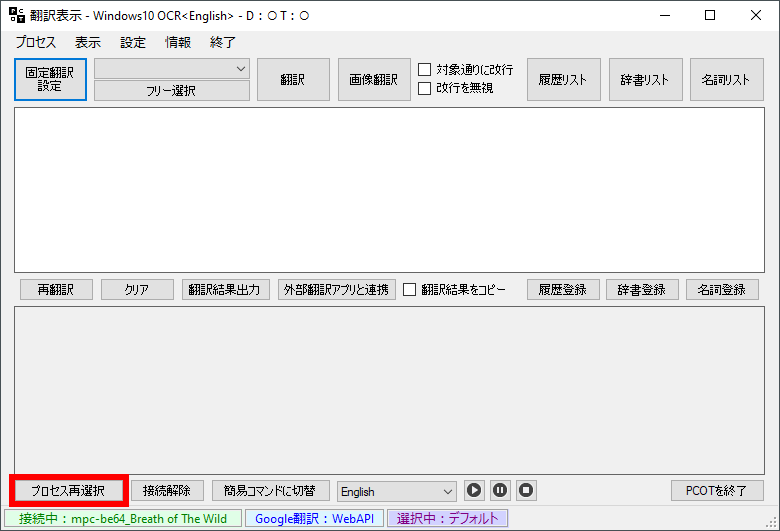 PCOT
翻訳表示 - Windows10 OCR<English> - D：○ T：○
プロセス 表示 設定 情報 終了
固定翻訳
設定
フリー選択
翻訳
画像翻訳
対象通りに改行
改行を無視
履歴リスト
辞書リスト
名詞リスト
再翻訳 クリア 翻訳結果出力 外部翻訳アプリと連携 翻訳結果をコピー 履歴登録 辞書登録 名詞登録
プロセス再選択 接続解除 簡易コマンドに切替 English PCOTを終了
接続中：mpc-be64_Breath of The Wild Google翻訳：WebAPI 選択中：デフォルト